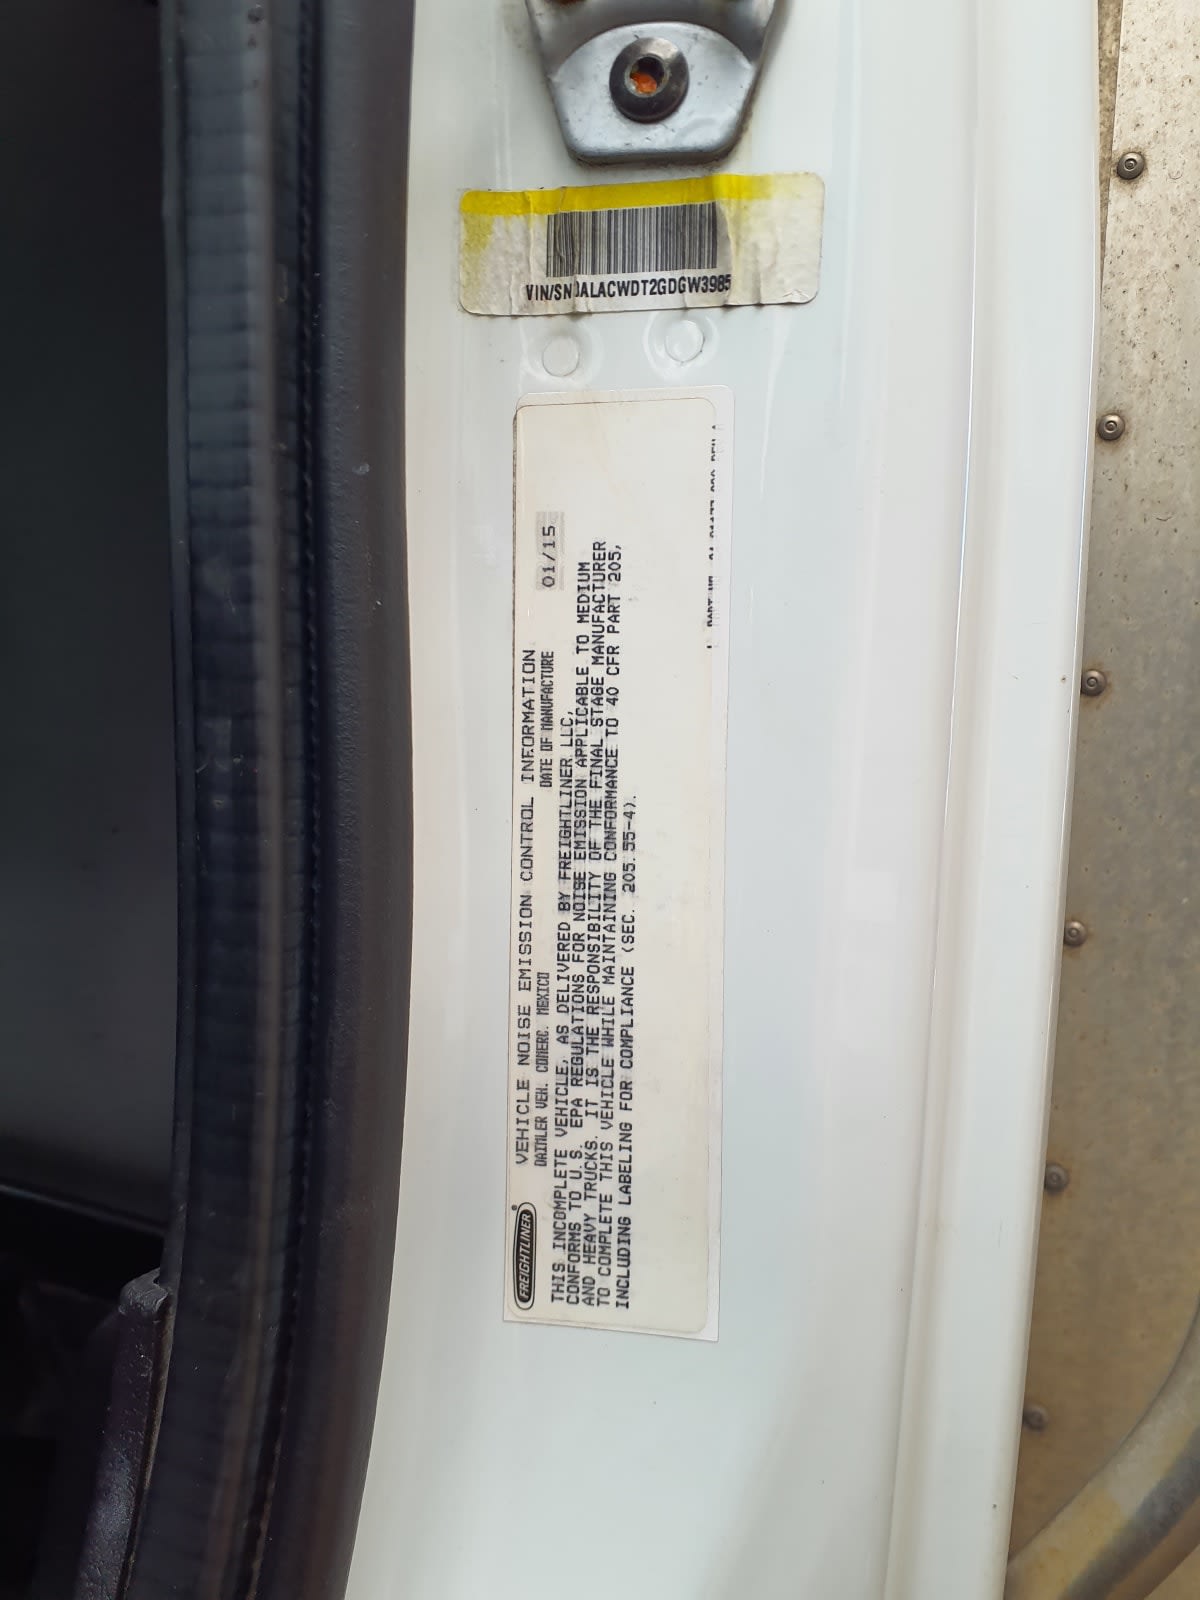 VIN/SN ALACWDT2GDGW3985
FREIGHTLINER®
VEHICLE NOISE EMISSION CONTROL INFORMATION
DAIMLER VEH. COMERC. MEXICO DATE OF MANUFACTURE 01/15
THIS INCOMPLETE VEHICLE, AS DELIVERED BY FREIGHTLINER LLC,
CONFORMS TO U.S. EPA REGULATIONS FOR NOISE EMISSION APPLICABLE TO MEDIUM
AND HEAVY TRUCKS. IT IS THE RESPONSIBILITY OF THE FINAL STAGE MANUFACTURER
TO COMPLETE THIS VEHICLE WHILE MAINTAINING CONFORMANCE TO 40 CFR PART 205,
INCLUDING LABELING FOR COMPLIANCE (SEC. 205.55-4).